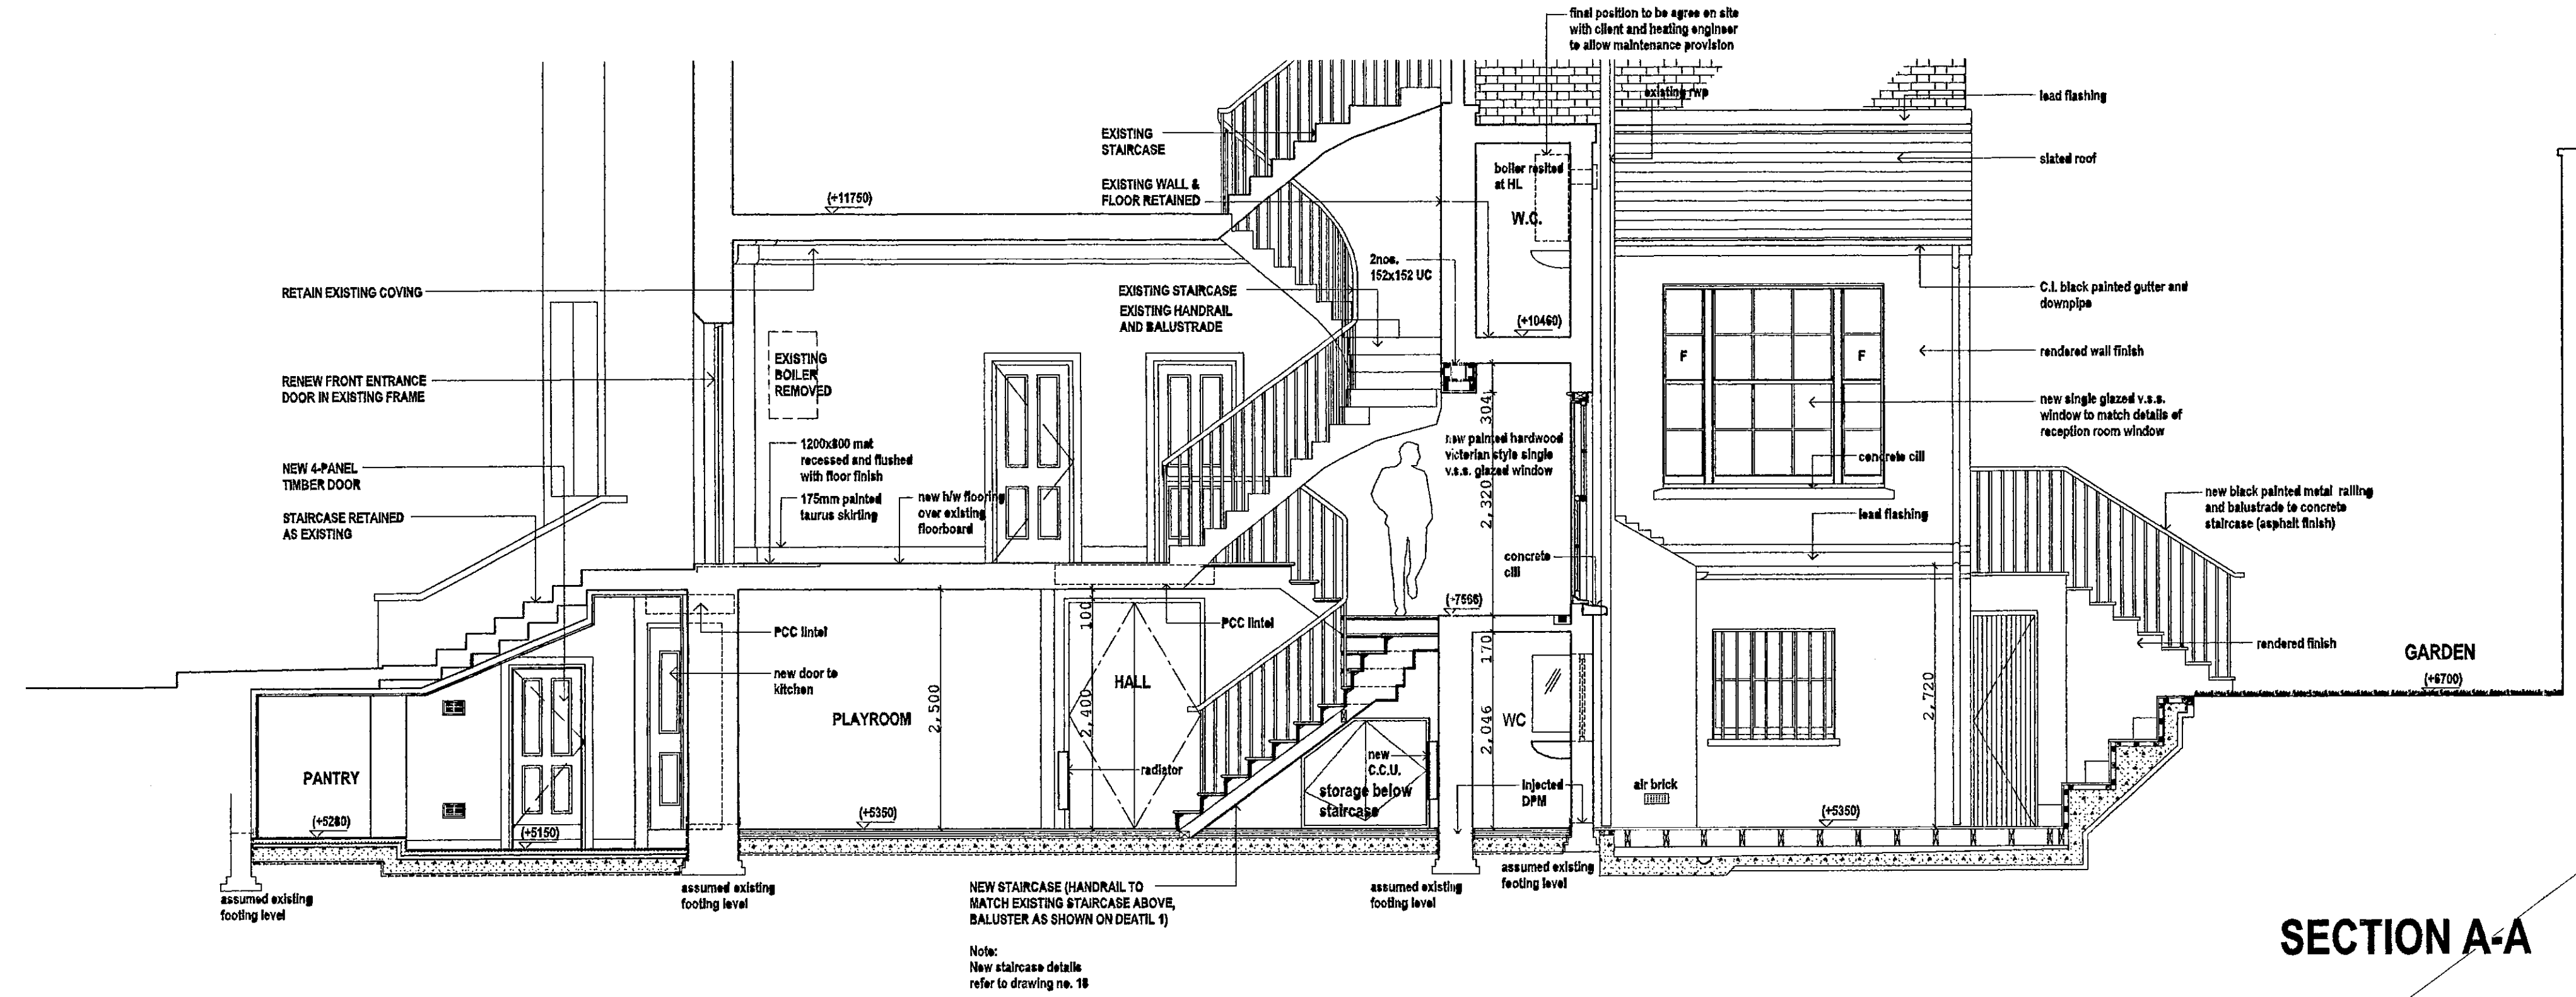 final position to be agree on site
with client and heating engineer
to allow maintenance provision
existing rwp
lead flashing
EXISTING
STAIRCASE
slated roof
boiler resited
at HL
EXISTING WALL &
FLOOR RETAINED
(+11750)
W.C.
2nos.
152x152 UC
RETAIN EXISTING COVING
EXISTING STAIRCASE
EXISTING HANDRAIL
AND BALUSTRADE
C.I. black painted gutter and
downpipe
(+10460)
EXISTING
BOILER
REMOVED
F
F
rendered wall finish
RENEW FRONT ENTRANCE
DOOR IN EXISTING FRAME
304
new single glazed v.s.s.
window to match details of
reception room window
1200x800 mat
recessed and flushed
with floor finish
new painted hardwood
victorian style single
v.s.s. glazed window
concrete cill
NEW 4-PANEL
TIMBER DOOR
175mm painted
taurus skirting
new h/w flooring
over existing
floorboard
2,320
new black painted metal railing
and balustrade to concrete
staircase (asphalt finish)
STAIRCASE RETAINED
AS EXISTING
lead flashing
concrete
cill
(+7566)
100
PCC lintel
PCC lintel
170
rendered finish
GARDEN
(+6700)
new door to
kitchen
HALL
PLAYROOM
2,500
2,400
2,046
WC
2,720
PANTRY
radiator
new
C.C.U.
storage below
staircase
Injected
DPM
air brick
(+5280)
(+5150)
(+5350)
(+5350)
assumed existing
footing level
assumed existing
footing level
assumed existing
footing level
assumed existing
footing level
NEW STAIRCASE (HANDRAIL TO
MATCH EXISTING STAIRCASE ABOVE,
BALUSTER AS SHOWN ON DEATIL 1)
Note:
New staircase details
refer to drawing no. 18
SECTION A-A